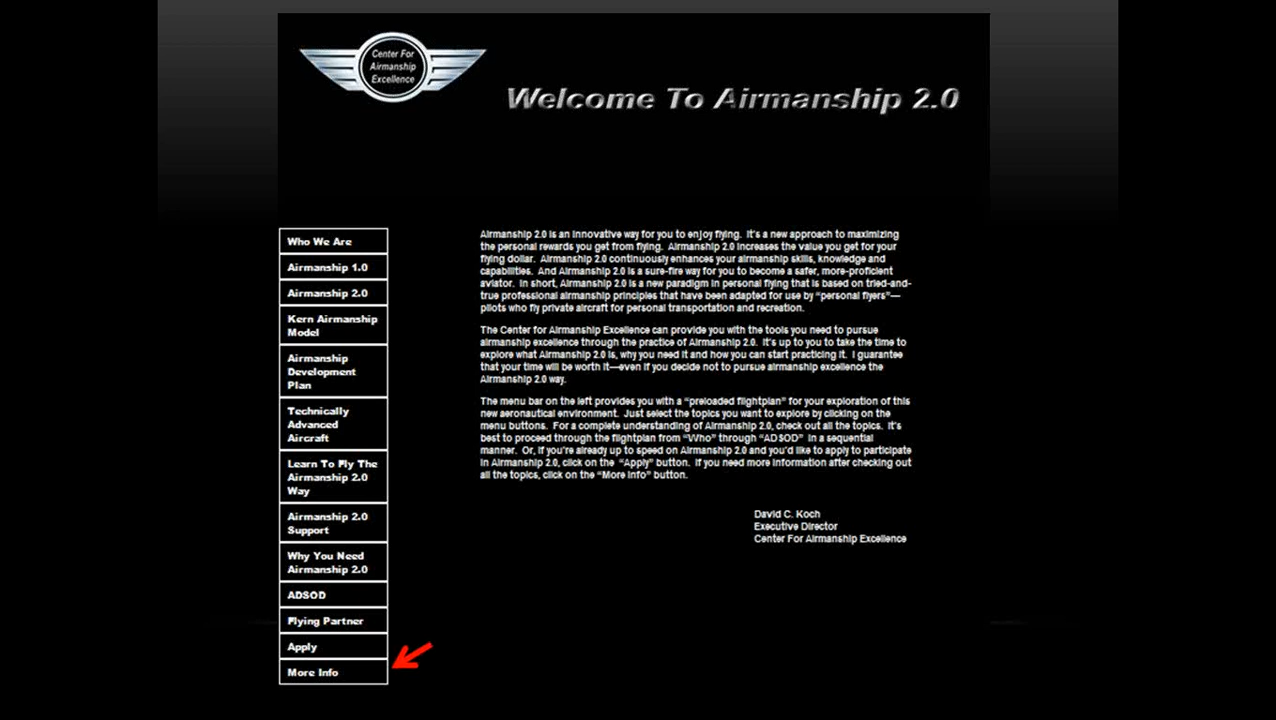 Center For
Airmanship
Excellence
Welcome To Airmanship 2.0
Who We Are
Airmanship 1.0
Airmanship 2.0
Kern Airmanship
Model
Airmanship
Development
Plan
Technically
Advanced
Aircraft
Learn To Fly The
Airmanship 2.0
Way
Airmanship 2.0
Support
Why You Need
Airmanship 2.0
ADSOD
Flying Partner
Apply
More Info
Airmanship 2.0 is an innovative way for you to enjoy flying. It's a new approach to maximizing
the personal rewards you get from flying. Airmanship 2.0 increases the value you get for your
flying dollar. Airmanship 2.0 continuously enhances your airmanship skills, knowledge and
capabilities. And Airmanship 2.0 is a sure-fire way for you to become a safer, more-proficient
aviator. In short, Airmanship 2.0 is a new paradigm in personal flying that is based on tried-and-
true professional airmanship principles that have been adapted for use by “personal flyers”—
pilots who fly private aircraft for personal transportation and recreation.
The Center for Airmanship Excellence can provide you with the tools you need to pursue
airmanship excellence through the practice of Airmanship 2.0. It's up to you to take the time to
explore what Airmanship 2.0 is, why you need it and how you can start practicing it. I guarantee
that your time will be worth it—even if you decide not to pursue airmanship excellence the
Airmanship 2.0 way.
The menu bar on the left provides you with a “preloaded flightplan” for your exploration of this
new aeronautical environment. Just select the topics you want to explore by clicking on the
menu buttons. For a complete understanding of Airmanship 2.0, check out all the topics. It's
best to proceed through the flightplan from “Who” through “ADSOD” in a sequential
manner. Or, if you're already up to speed on Airmanship 2.0 and you'd like to apply to participate
in Airmanship 2.0, click on the “Apply” button. If you need more information after checking out
all the topics, click on the “More Info” button.
David C. Koch
Executive Director
Center For Airmanship Excellence